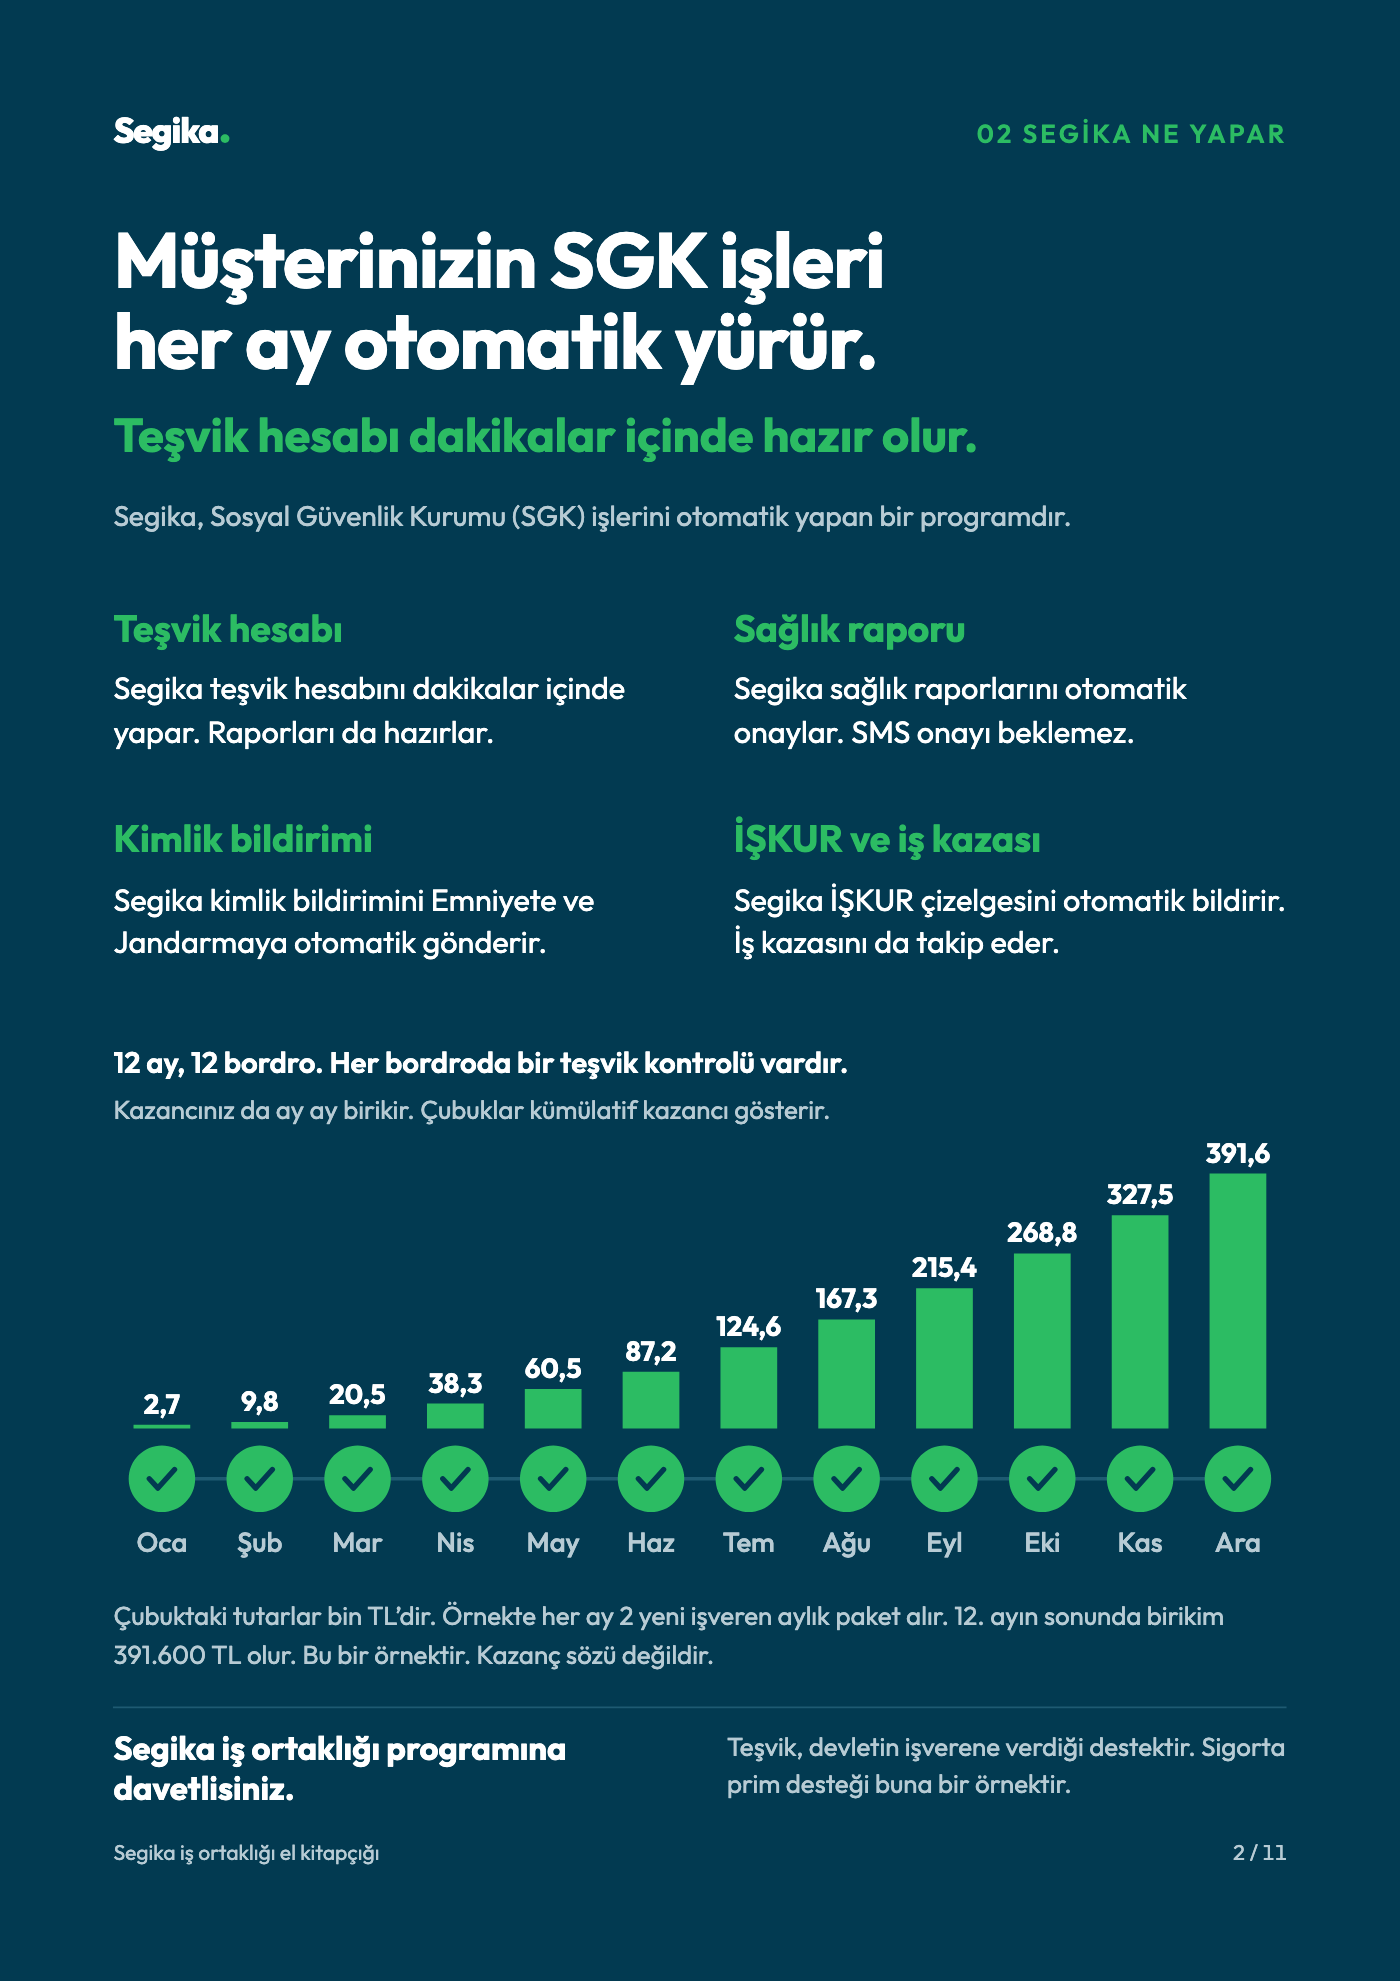 Segika.
02 SEGİKA NE YAPAR
Müşterinizin SGK işleri
her ay otomatik yürür.
Teşvik hesabı dakikalar içinde hazır olur.
Segika, Sosyal Güvenlik Kurumu (SGK) işlerini otomatik yapan bir programdır.
Teşvik hesabı
Segika teşvik hesabını dakikalar içinde
yapar. Raporları da hazırlar.
Sağlık raporu
Segika sağlık raporlarını otomatik
onaylar. SMS onayı beklemez.
Kimlik bildirimi
Segika kimlik bildirimini Emniyete ve
Jandarmaya otomatik gönderir.
İŞKUR ve iş kazası
Segika İŞKUR çizelgesini otomatik bildirir.
İş kazasını da takip eder.
12 ay, 12 bordro. Her bordroda bir teşvik kontrolü vardır.
Kazancınız da ay ay birikir. Çubuklar kümülatif kazancı gösterir.
2,7 9,8 20,5 38,3 60,5 87,2 124,6 167,3 215,4 268,8 327,5 391,6
Oca Şub Mar Nis May Haz Tem Ağu Eyl Eki Kas Ara
Çubuktaki tutarlar bin TL’dir. Örnekte her ay 2 yeni işveren aylık paket alır. 12. ayın sonunda birikim
391.600 TL olur. Bu bir örnektir. Kazanç sözü değildir.
Segika iş ortaklığı programına
davetlisiniz.
Teşvik, devletin işverene verdiği destektir. Sigorta
prim desteği buna bir örnektir.
Segika iş ortaklığı el kitapçığı
2 / 11